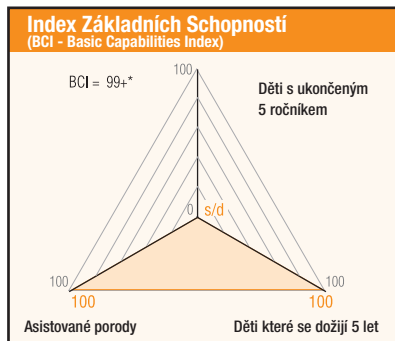 Index Základních Schopností
(BCI - Basic Capabilities Index)
BCI = 99+*
100
Děti s ukončeným
5 ročníkem
0
s/d
100
100
100
100
Asistované porody
Děti které se dožijí 5 let